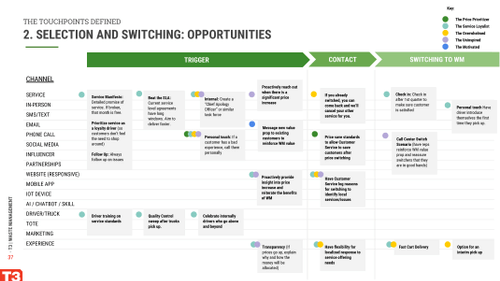 Key:
The Price Prioritizer
The Service Loyalist
The Overwhelmed
The Uninspired
The Motivated
THE TOUCHPOINTS DEFINED
2. SELECTION AND SWITCHING: OPPORTUNITIES
TRIGGER
CONTACT
SWITCHING TO WM
CHANNEL
SERVICE
IN-PERSON
SMS/TEXT
EMAIL
PHONE CALL
SOCIAL MEDIA
INFLUENCER
PARTNERSHIPS
WEBSITE (RESPONSIVE)
MOBILE APP
IOT DEVICE
AI / CHATBOT / SKILL
DRIVER/TRUCK
TOTE
MARKETING
EXPERIENCE
Service Manifesto:
Detailed promise of
service. If broken,
that month is free
Prioritize service as
a loyalty driver (so
customers don't feel
the need to shop
around)
Follow Up: Always
follow up on issues
Beat the SLA:
Current service
level agreements
have long
windows. Aim to
deliver faster.
Internal: Create a
"Chief Apology
Officer" or similar
task force
Personal touch: If a
customer has a bad
experience, call them
personally
Proactively reach out
when there is a
significant price
increase
Message new value
prop to existing
customers to
reinforce WM value
Proactively provide
insight into price
increase and
reiterate the benefits
of WM
If you already
switched, you can
come back and we'll
cancel your other
service for you.
Price save standards
to allow Customer
Service to save
customers after
price switching
Have Customer
Service log reasons
for switching to
identify local
services/issues
Check In: Check in
after 1st quarter to
make sure customer
is satisfied
Call Center Switch
Scenario (have reps
reinforce WM value
prop and reassure
switchers that they
are in good hands)
Personal touch: Have
driver introduce
themselves the first
time they pick up.
Driver training on
service standards
Quality Control
sweep after trucks
pick up.
Celebrate internally
drivers who go above
and beyond
Transparency (If
prices go up, explain
why and how the
money will be
allocated)
Have flexibility for
localized response to
service offering
needs
Fast Cart Delivery
Option for an
interim pick up
T3 | WASTE MANAGEMENT
37
T3